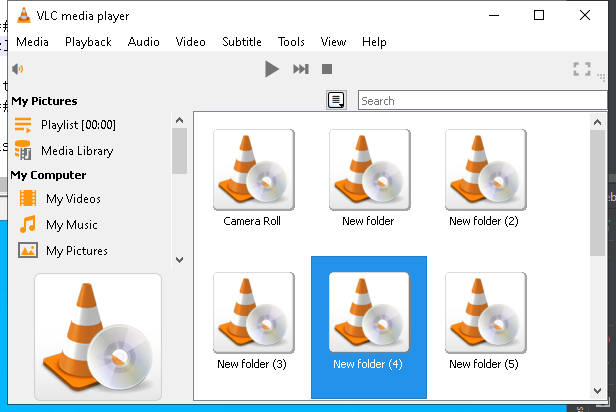 VLC media player
Media Playback Audio Video Subtitle Tools View Help
My Pictures
Search
Playlist [00:00]
Media Library
My Computer
My Videos
My Music
My Pictures
Camera Roll New folder New folder (2)
New folder (3) New folder (4) New folder (5)